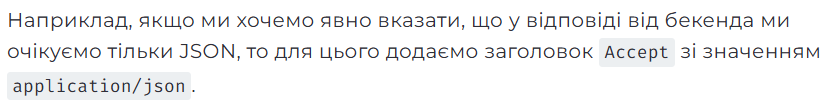 Наприклад, якщо ми хочемо явно вказати, що у відповіді від бекенда ми
очікуємо тільки JSON, то для цього додаємо заголовок Accept зі значенням
application/json.